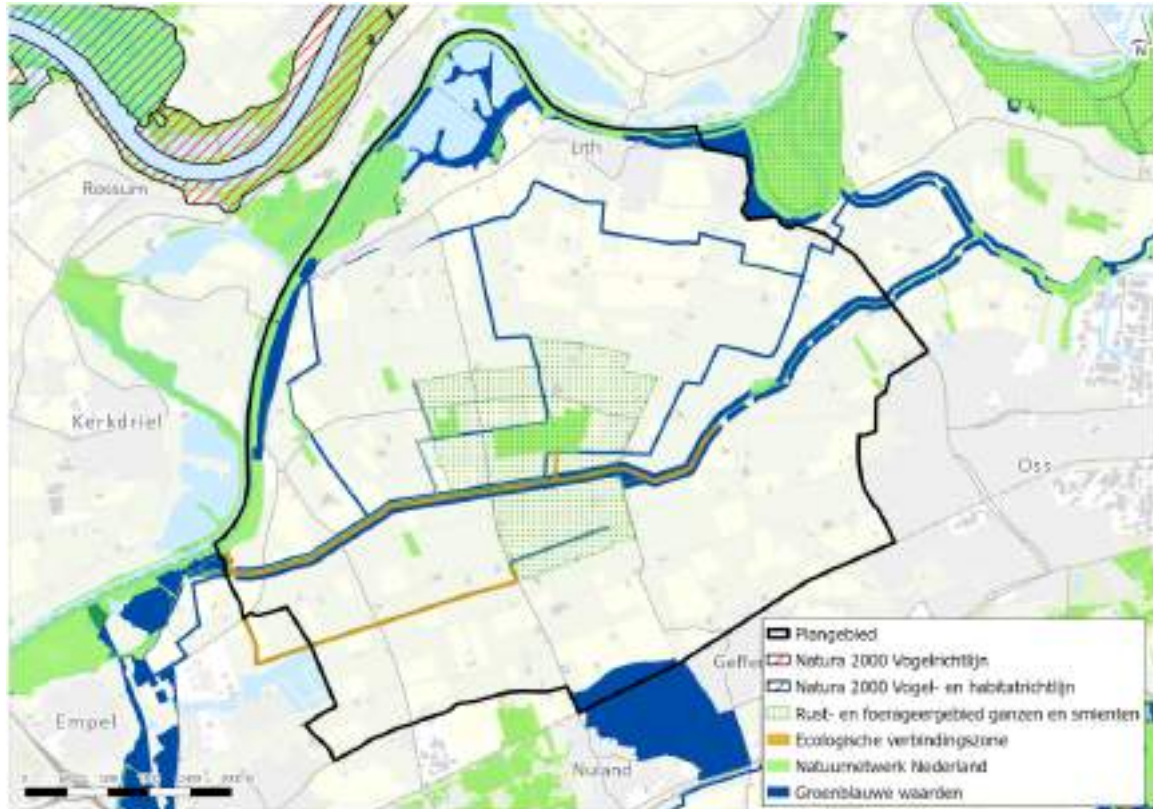 N
Lith
Rossum
Kerkdriel
Oss
Geffen
Empel
Nuland
Plangebied
Natura 2000 Vogelrichtlijn
Natura 2000 Vogel- en habitatrichtlijn
Rust- en foerageergebied ganzen en smienten
Ecologische verbindingszone
Natuurnetwerk Nederland
Groenblauwe waarden